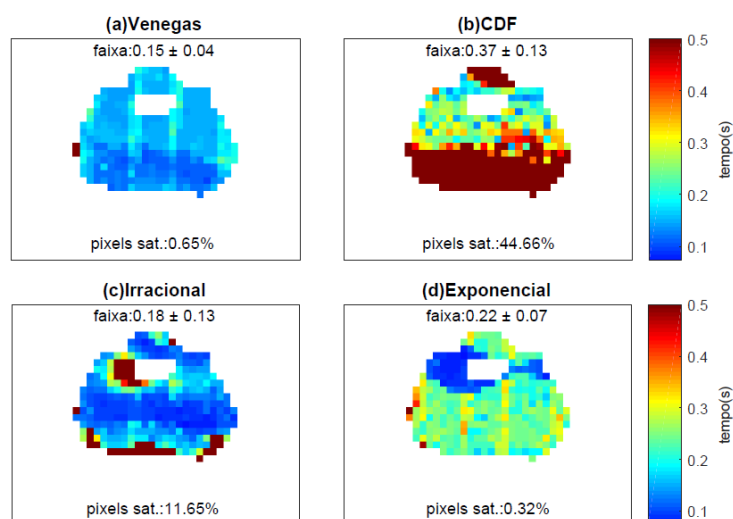 (a)Venegas
faixa:0.15 ± 0.04
pixels sat.:0.65%
(b)CDF
faixa:0.37 ± 0.13
pixels sat.:44.66%
0.5
0.4
0.3
0.2
0.1
tempo(s)
(c)Irracional
faixa:0.18 ± 0.13
pixels sat.:11.65%
(d)Exponencial
faixa:0.22 ± 0.07
pixels sat.:0.32%
0.5
0.4
0.3
0.2
0.1
tempo(s)